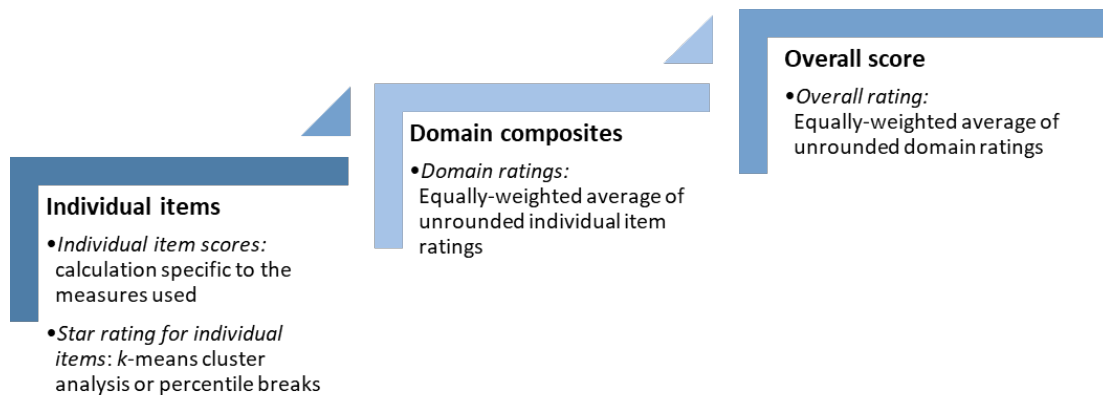 Individual items
•Individual item scores:
calculation specific to the
measures used
•Star rating for individual
items: k-means cluster
analysis or percentile breaks
Domain composites
•Domain ratings:
Equally-weighted average of
unrounded individual item
ratings
Overall score
•Overall rating:
Equally-weighted average of
unrounded domain ratings